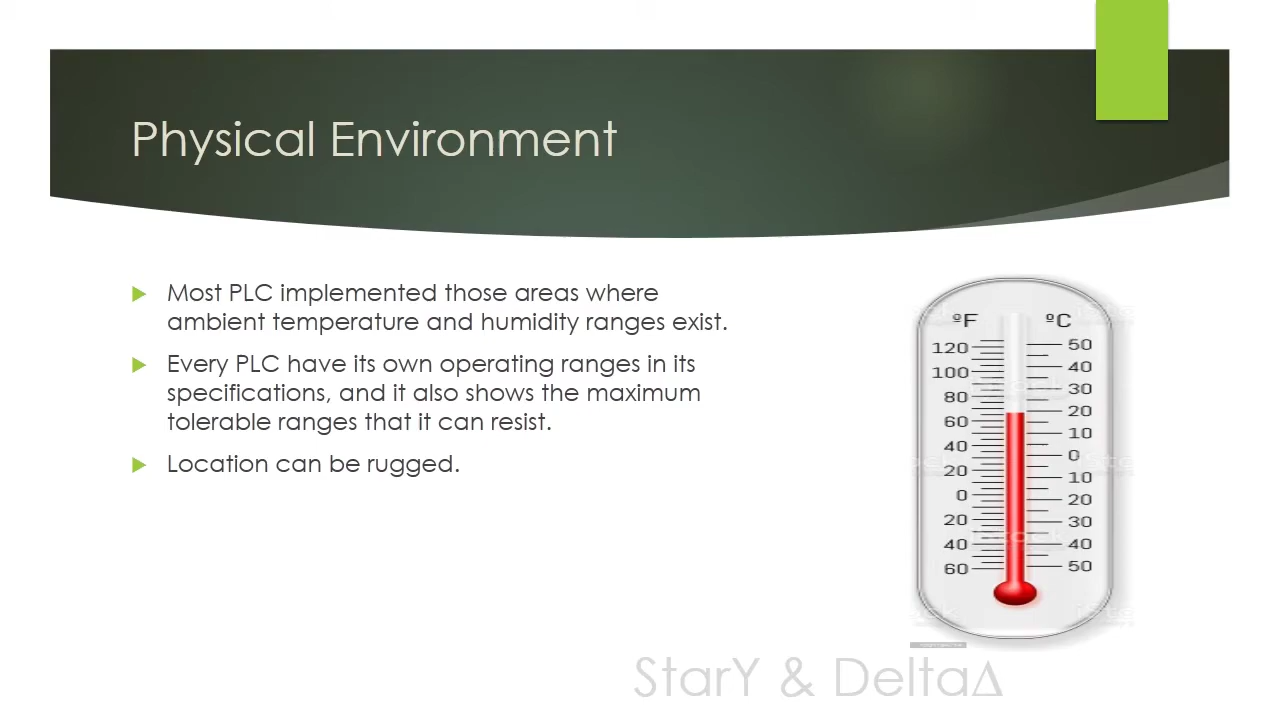 Physical Environment
Most PLC implemented those areas where
ambient temperature and humidity ranges exist.
Every PLC have its own operating ranges in its
specifications, and it also shows the maximum
tolerable ranges that it can resist.
Location can be rugged.
ºF ºC
120 50
100 40
80 30
60 20
40 10
20 0
0 10
20 20
40 30
60 40
50
StarY & Delta∆